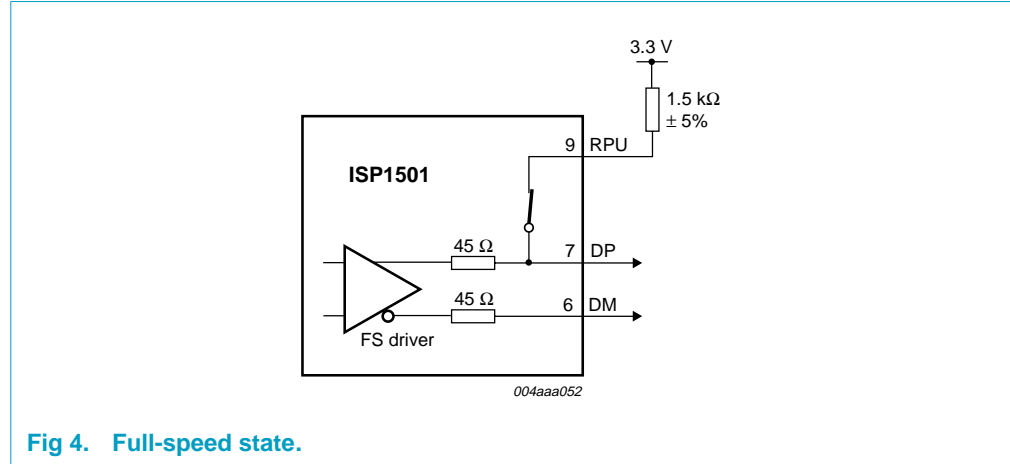 3.3 V
1.5 kΩ
± 5%
9 RPU
ISP1501
45 Ω
7 DP
45 Ω
6 DM
FS driver
004aaa052
Fig 4. Full-speed state.